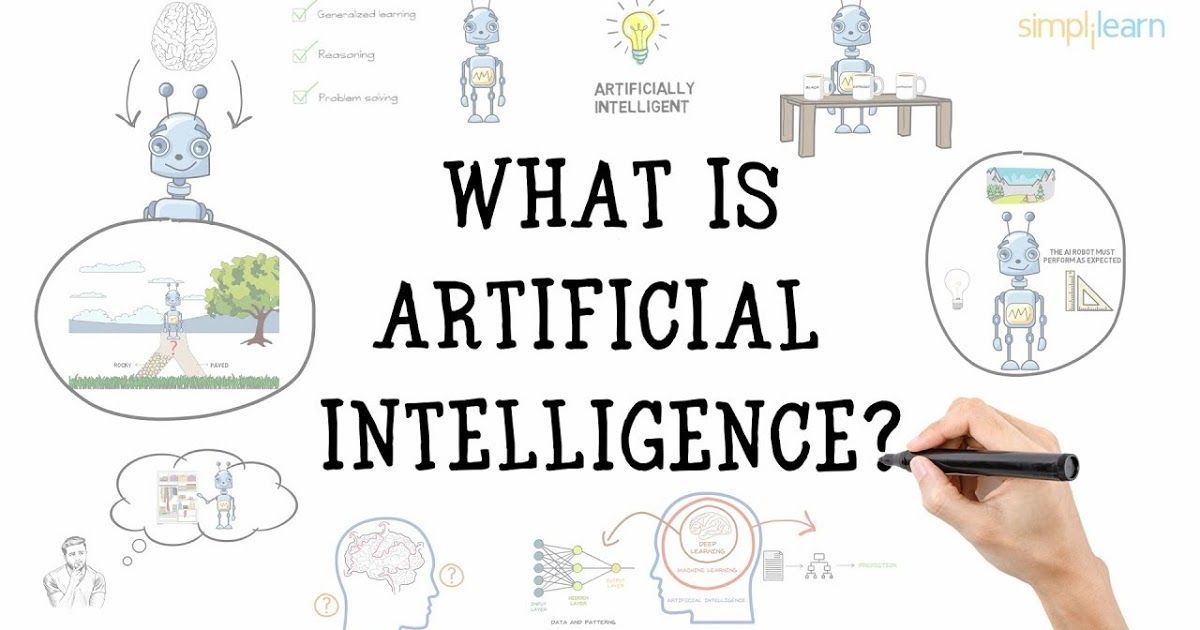 simplilearn
Generalized learning
Reasoning
Problem solving
ARTIFICIALLY
INTELLIGENT
BLACK
WHAT IS
ARTIFICIAL
INTELLIGENCE?
THE AI ROBOT MUST
PERFORM AS EXPECTED
?
ROCKY
PAVED
?
?
INPUT
LAYER
HIDDEN
LAYER
OUTPUT
LAYER
DATA AND PATTERNS
DEEP
LEARNING
MACHINE LEARNING
ARTIFICIAL INTELLIGENCE
PREDICTION